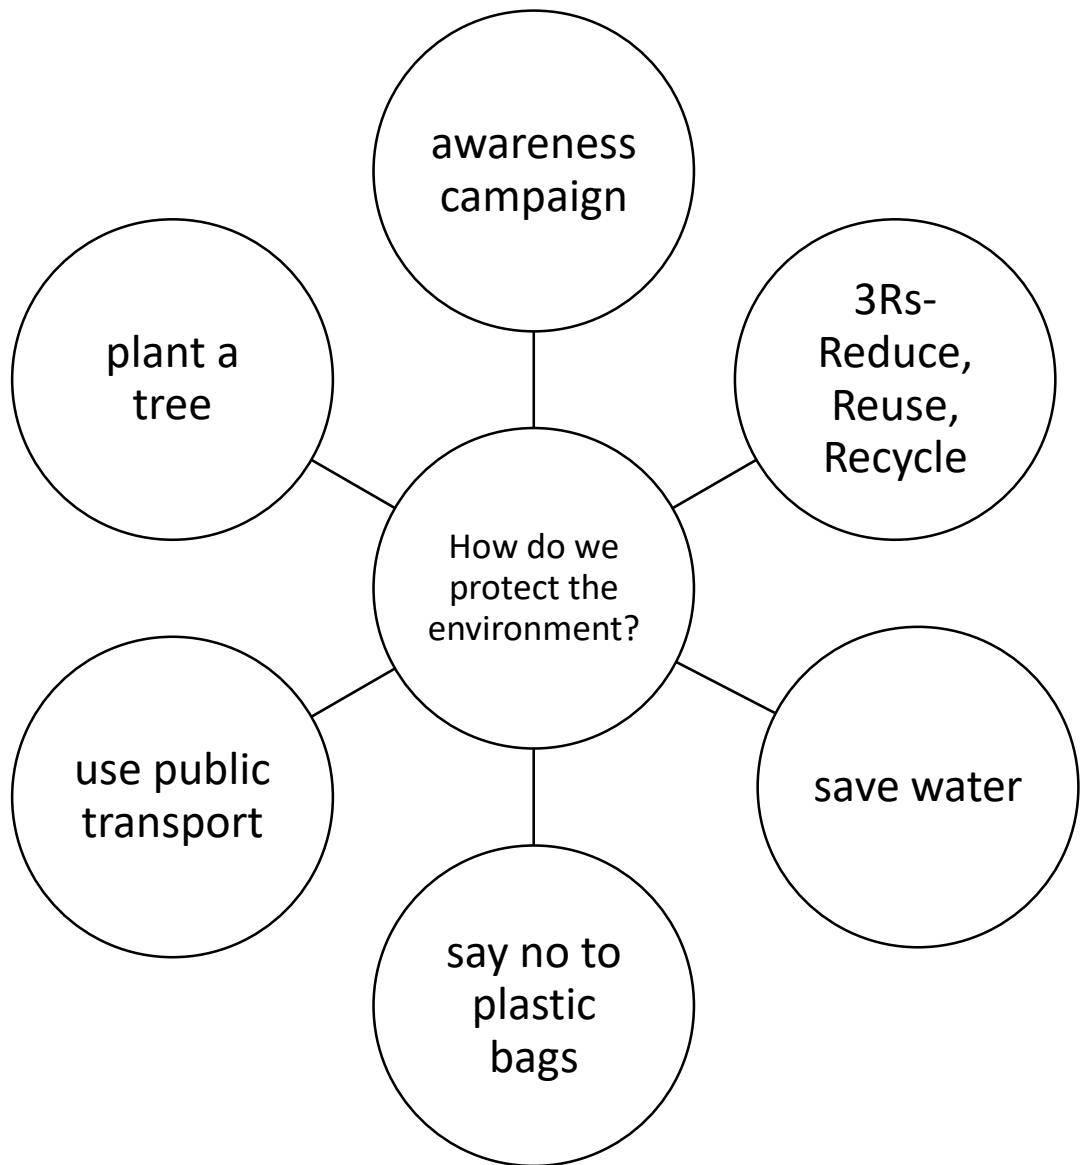 awareness
campaign
3Rs-
Reduce,
Reuse,
Recycle
save water
say no to
plastic
bags
use public
transport
plant a
tree
How do we
protect the
environment?